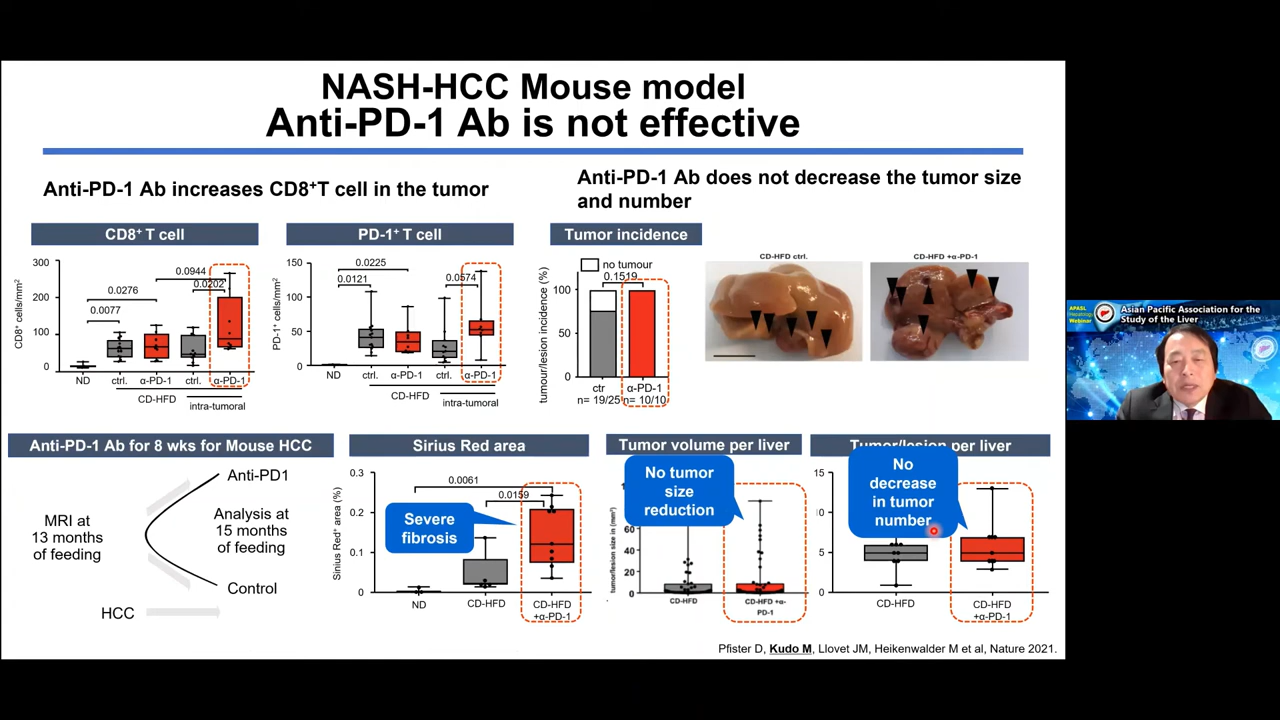 NASH-HCC Mouse model
Anti-PD-1 Ab is not effective
Anti-PD-1 Ab increases CD8⁺T cell in the tumor
Anti-PD-1 Ab does not decrease the tumor size
and number
CD8⁺ T cell
CD8⁺ cells/mm²
300
200
100
0
0.0077
0.0276
0.0944
0.0202
ND
ctrl.
α-PD-1
ctrl.
α-PD-1
CD-HFD
intra-tumoral
PD-1⁺ T cell
PD-1⁺ cells/mm²
150
100
50
0
0.0121
0.0225
0.0574
ND
ctrl.
α-PD-1
ctrl.
α-PD-1
CD-HFD
intra-tumoral
Tumor incidence
tumour/lesion incidence (%)
no tumour
0.1519
100
50
0
ctr
α-PD-1
n= 19/25
n= 10/10
CD-HFD ctrl.
CD-HFD +α-PD-1
APASL
Hepatology
Webinar
Asian Pacific Association for the
Study of the Liver
Anti-PD-1 Ab for 8 wks for Mouse HCC
Anti-PD1
MRI at
13 months
of feeding
Analysis at
15 months
of feeding
Control
HCC
Sirius Red area
Sirius Red⁺ area (%)
0.3
0.2
0.1
0
0.0061
0.0159
Severe
fibrosis
ND
CD-HFD
CD-HFD
+α-PD-1
Tumor volume per liver
No tumor
size
reduction
tumor/lesion size in (mm³)
60
40
20
0
CD-HFD
CD-HFD +α-
PD-1
Tumor/lesion per liver
No
decrease
in tumor
number
15
10
5
0
CD-HFD
CD-HFD
+α-PD-1
Pfister D, Kudo M, Llovet JM, Heikenwalder M et al, Nature 2021.